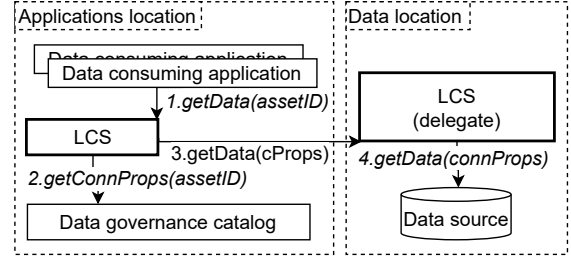 Applications location
Data location
Data consuming application
Data consuming application
1.getData(assetID)
LCS
LCS
(delegate)
3.getData(cProps)
2.getConnProps(assetID)
4.getData(connProps)
Data governance catalog
Data source